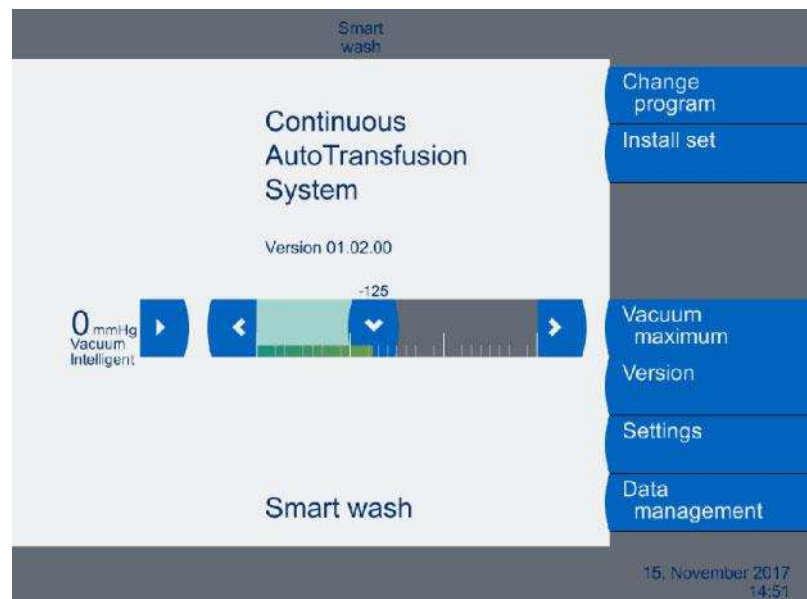 Smart
wash
Change
program
Continuous
AutoTransfusion
System
Install set
Version 01.02.00
-125
0 mmHg
Vacuum
Intelligent
Vacuum
maximum
Version
Settings
Smart wash
Data
management
15. November 2017
14:51